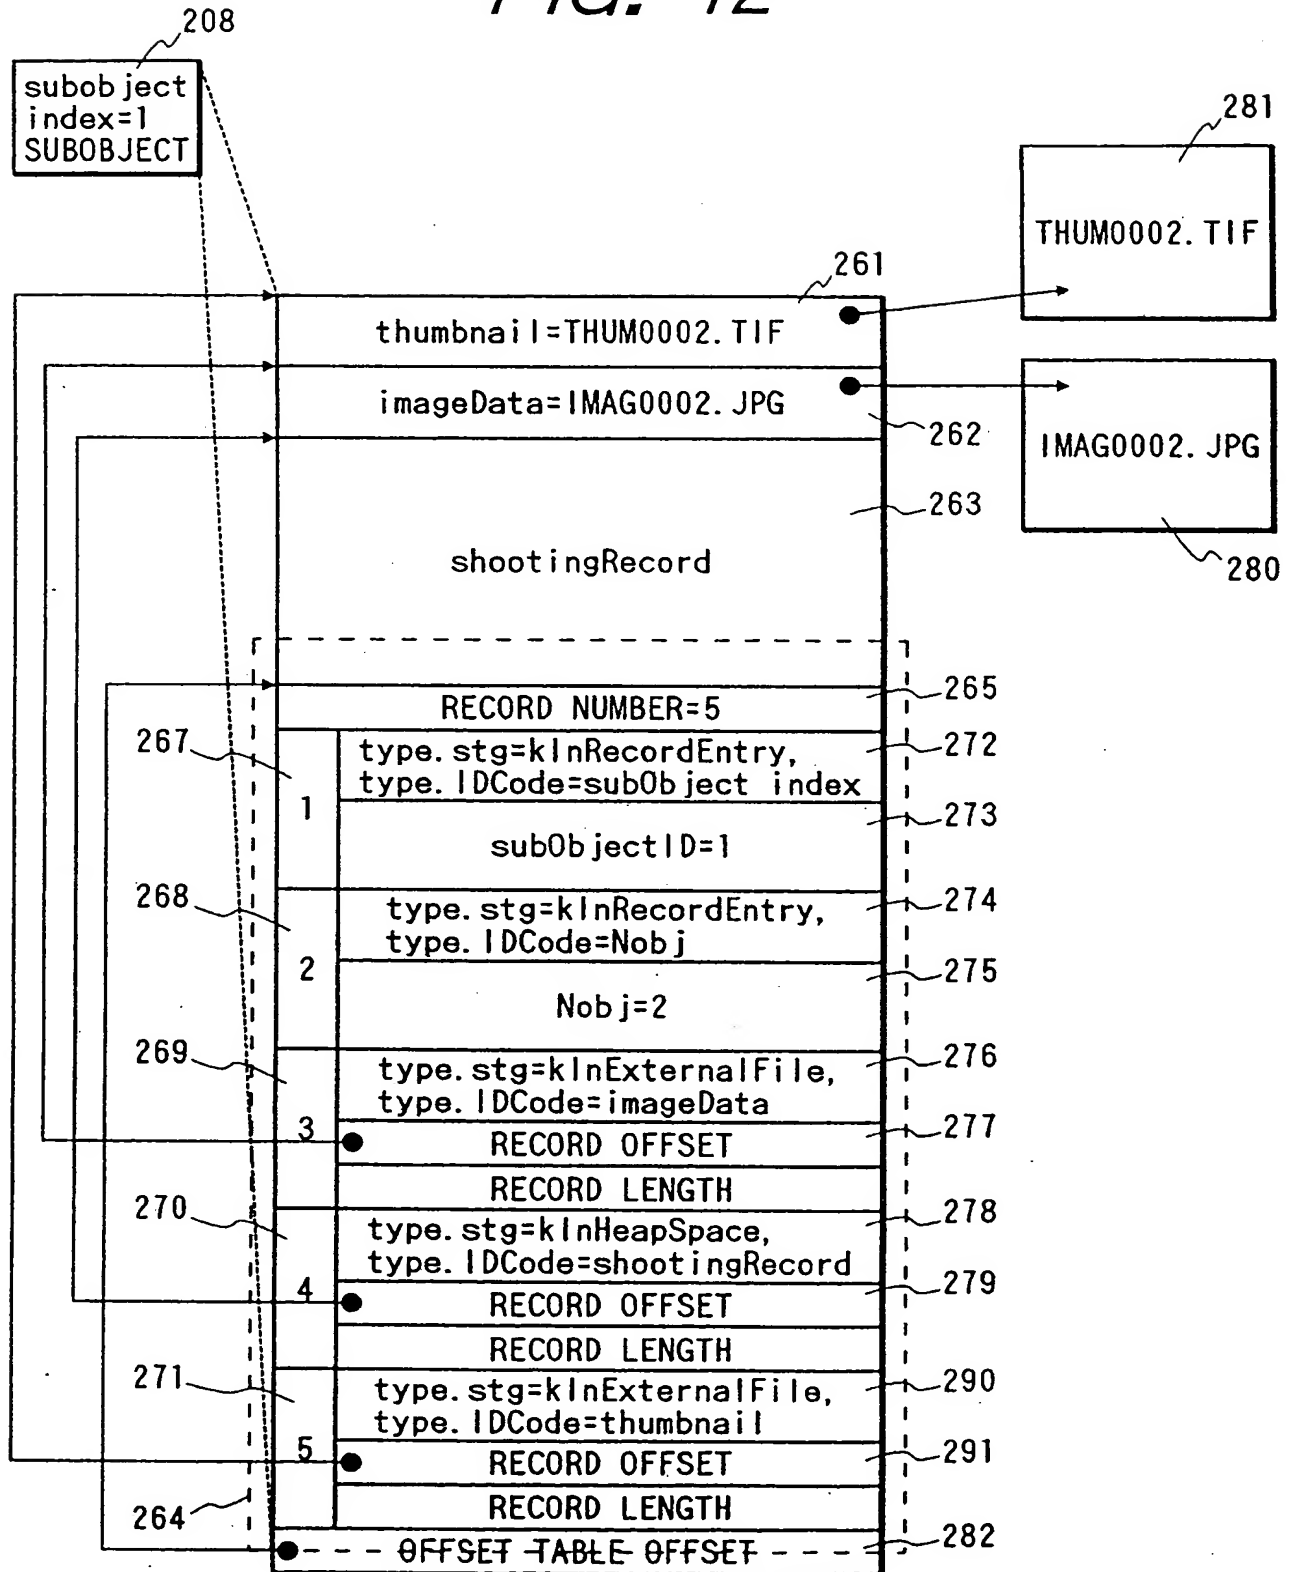 FIG. 12
208
subobject
index=1
SUBOBJECT
281
THUM0002.TIF
261
thumbnail=THUM0002.TIF
imageData=IMAG0002.JPG
262
IMAG0002.JPG
280
263
shootingRecord
265
RECORD NUMBER=5
267
1
272
type.stg=kInRecordEntry,
type.IDCode=subObject index
273
subObjectID=1
268
2
274
type.stg=kInRecordEntry,
type.IDCode=Nobj
275
Nobj=2
269
3
276
type.stg=kInExternalFile,
type.IDCode=imageData
277
RECORD OFFSET
RECORD LENGTH
270
4
278
type.stg=kInHeapSpace,
type.IDCode=shootingRecord
279
RECORD OFFSET
RECORD LENGTH
271
5
290
type.stg=kInExternalFile,
type.IDCode=thumbnail
291
RECORD OFFSET
RECORD LENGTH
264
282
OFFSET TABLE OFFSET